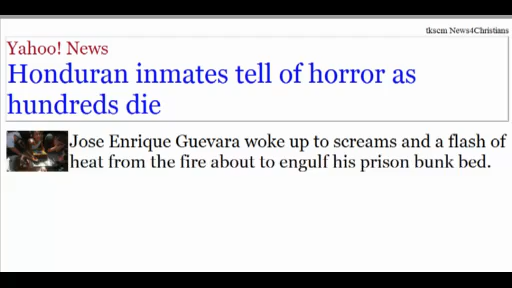 tkscm News4Christians
Yahoo! News
Honduran inmates tell of horror as
hundreds die
Jose Enrique Guevara woke up to screams and a flash of
heat from the fire about to engulf his prison bunk bed.